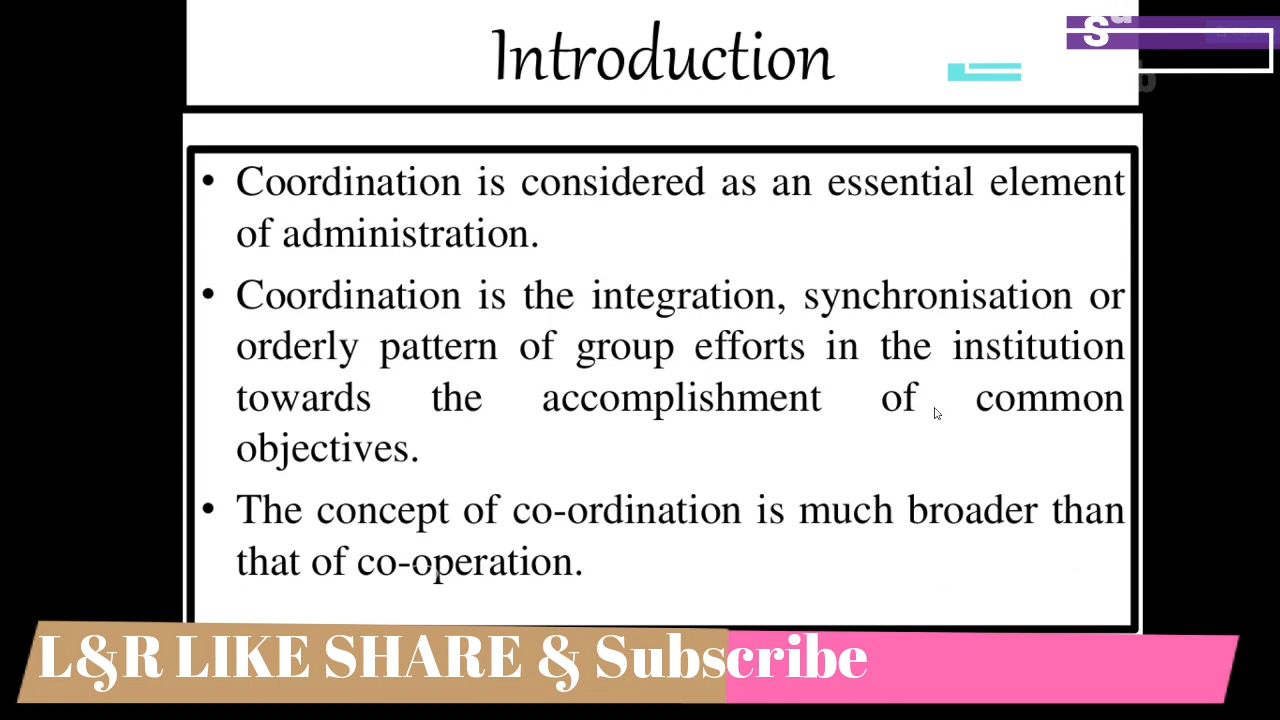 Introduction
• Coordination is considered as an essential element
of administration.
• Coordination is the integration, synchronisation or
orderly pattern of group efforts in the institution
towards the accomplishment of common
objectives.
• The concept of co-ordination is much broader than
that of co-operation.
L&R LIKE SHARE & Subscribe